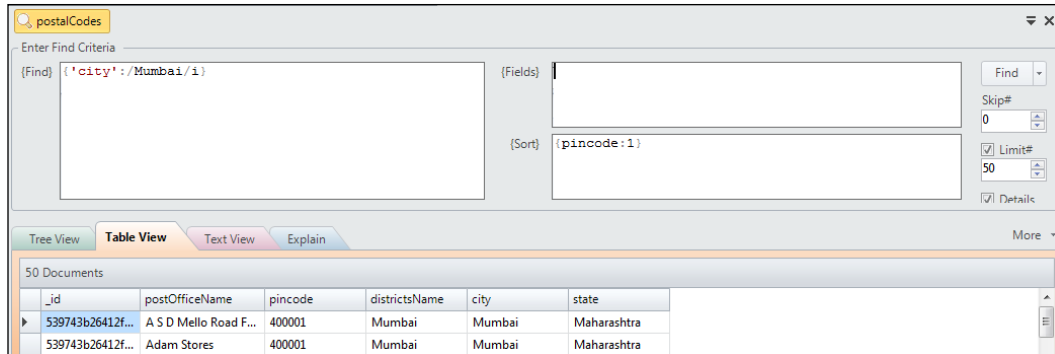 postalCodes
Enter Find Criteria
{Find} {'city':/Mumbai/i}
{Fields}
Find
Skip#
0
{Sort} {pincode:1}
Limit#
50
Details
Tree View Table View Text View Explain More
50 Documents
_id postOfficeName pincode districtsName city state
539743b26412f... A S D Mello Road F... 400001 Mumbai Mumbai Maharashtra
539743b26412f... Adam Stores 400001 Mumbai Mumbai Maharashtra